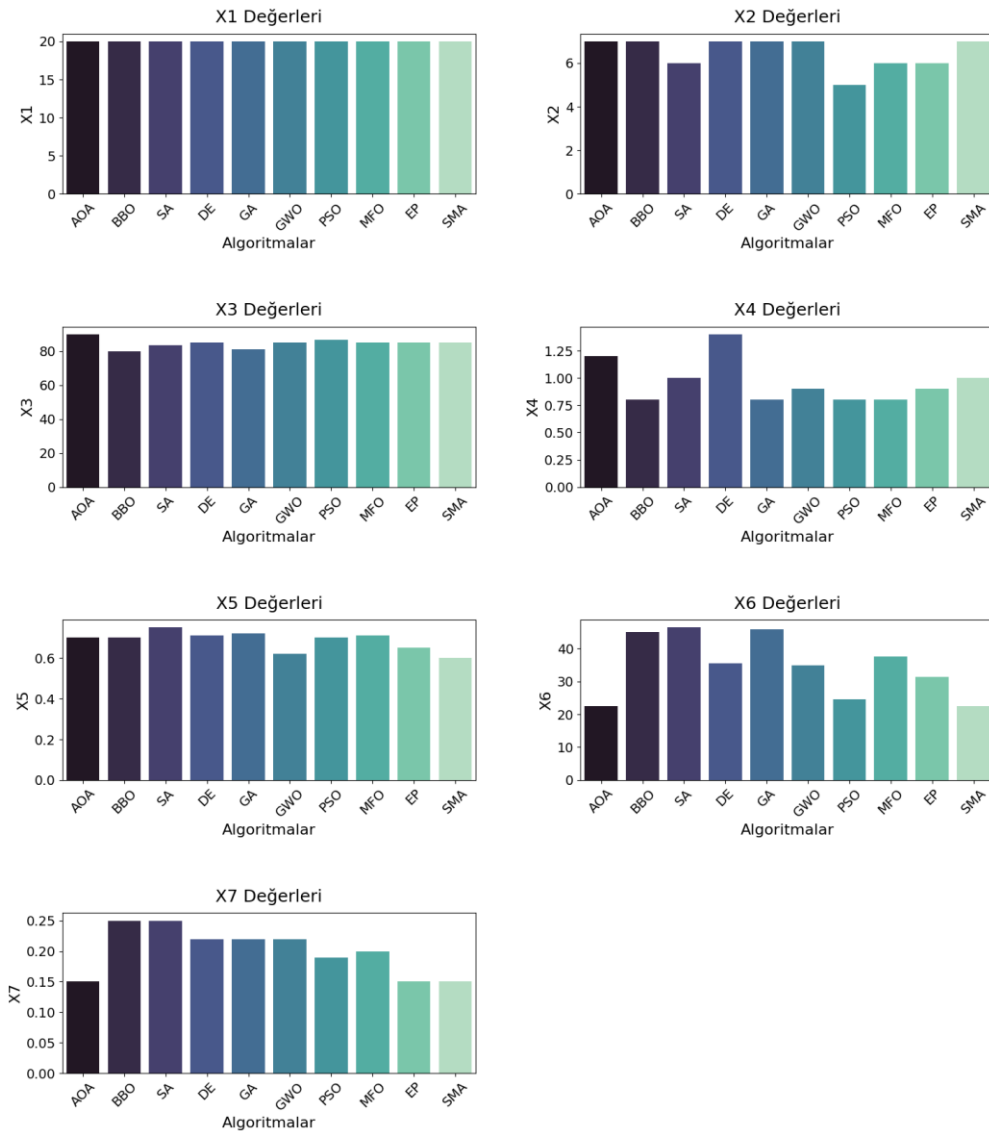 X1 Değerleri
X1
20
15
10
5
0
AOA BBO SA DE GA GWO PSO MFO EP SMA
Algoritmalar
X2 Değerleri
X2
6
4
2
0
AOA BBO SA DE GA GWO PSO MFO EP SMA
Algoritmalar
X3 Değerleri
X3
80
60
40
20
0
AOA BBO SA DE GA GWO PSO MFO EP SMA
Algoritmalar
X4 Değerleri
X4
1.25
1.00
0.75
0.50
0.25
0.00
AOA BBO SA DE GA GWO PSO MFO EP SMA
Algoritmalar
X5 Değerleri
X5
0.6
0.4
0.2
0.0
AOA BBO SA DE GA GWO PSO MFO EP SMA
Algoritmalar
X6 Değerleri
X6
40
30
20
10
0
AOA BBO SA DE GA GWO PSO MFO EP SMA
Algoritmalar
X7 Değerleri
X7
0.25
0.20
0.15
0.10
0.05
0.00
AOA BBO SA DE GA GWO PSO MFO EP SMA
Algoritmalar